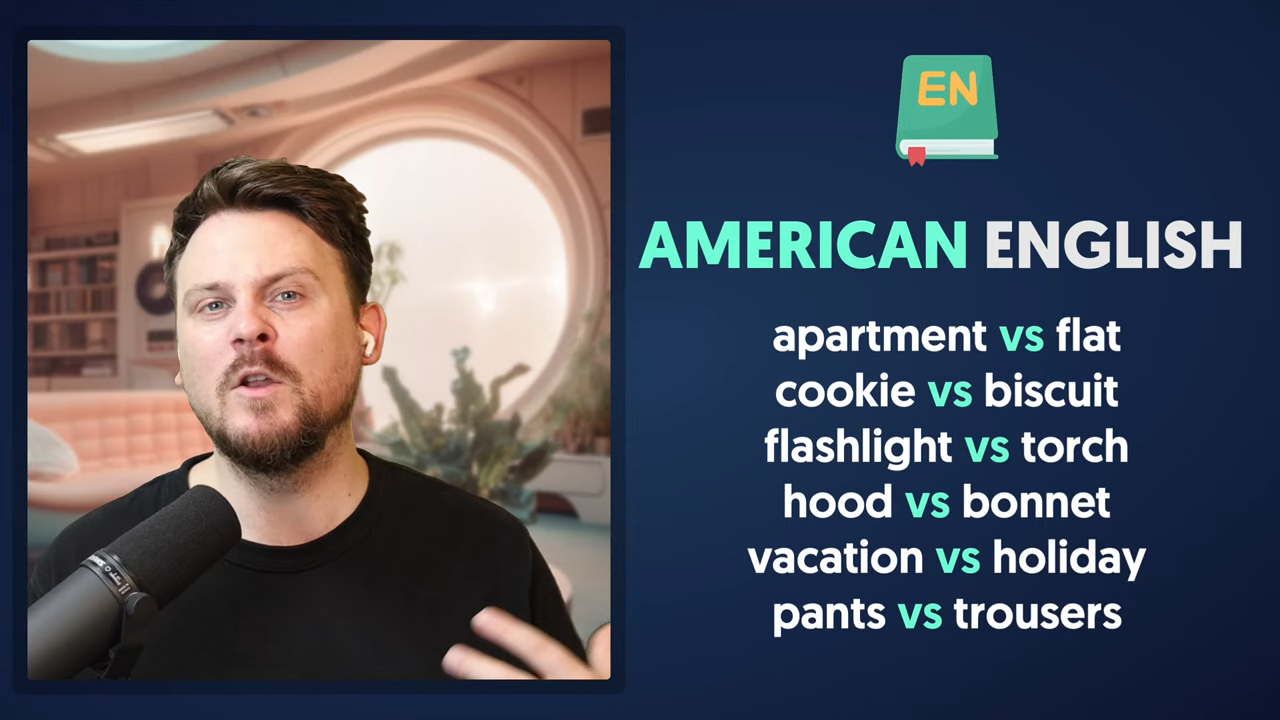 EN
AMERICAN ENGLISH
apartment vs flat
cookie vs biscuit
flashlight vs torch
hood vs bonnet
vacation vs holiday
pants vs trousers